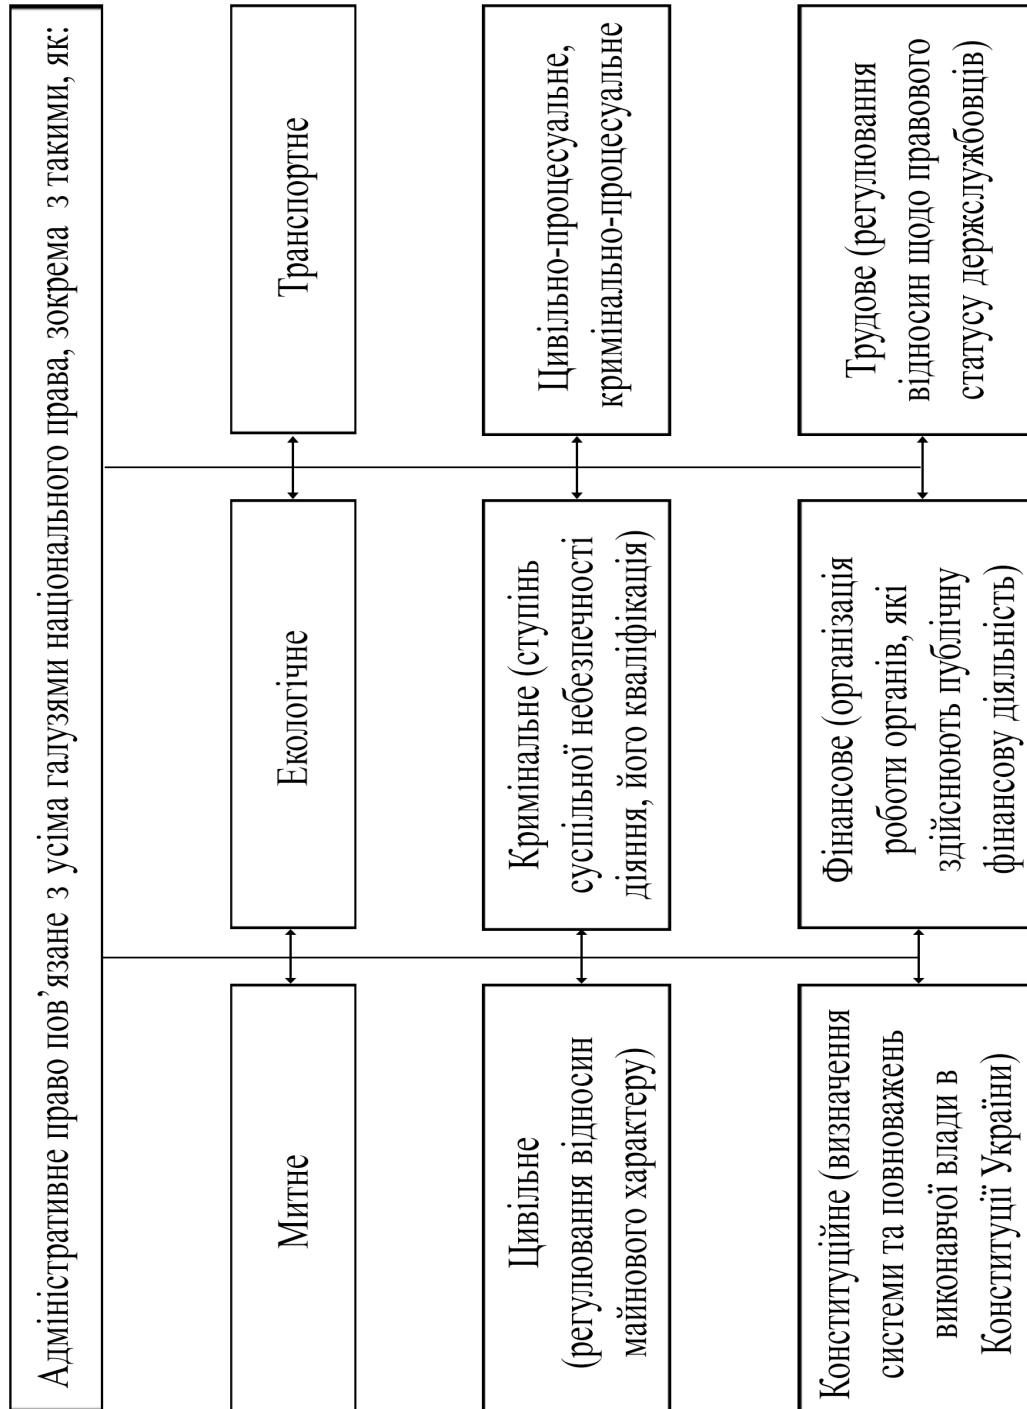 Адміністративне право пов’язане з усіма галузями національного права, зокрема з такими, як:
Митне
Екологічне
Транспортне
Цивільне
(регулювання відносин
майнового характеру)
Кримінальне (ступінь
суспільної небезпечності
діяння, його кваліфікація)
Цивільно-процесуальне,
кримінально-процесуальне
Конституційне (визначення
системи та повноважень
виконавчої влади в
Конституції України)
Фінансове (організація
роботи органів, які
здійснюють публічну
фінансову діяльність)
Трудове (регулювання
відносин щодо правового
статусу держслужбовців)